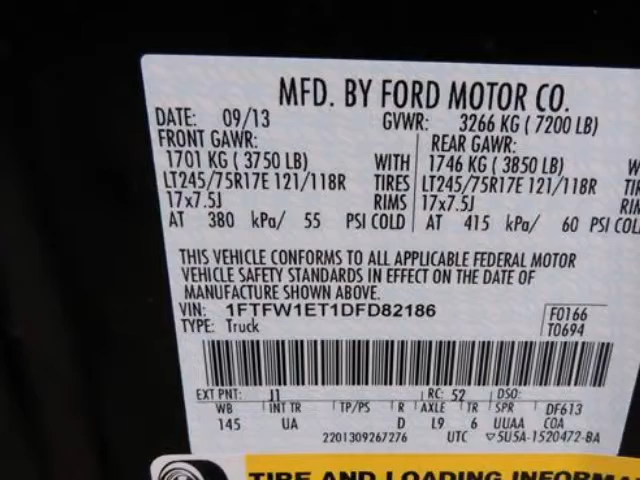 MFD. BY FORD MOTOR CO.
DATE: 09/13 GVWR: 3266 KG ( 7200 LB)
FRONT GAWR: REAR GAWR:
1701 KG ( 3750 LB) WITH 1746 KG ( 3850 LB)
LT245/75R17E 121/118R TIRES LT245/75R17E 121/118R
17x7.5J RIMS 17x7.5J
AT 380 kPa/ 55 PSI COLD AT 415 kPa/ 60 PSI COL
THIS VEHICLE CONFORMS TO ALL APPLICABLE FEDERAL MOTOR
VEHICLE SAFETY STANDARDS IN EFFECT ON THE DATE OF
MANUFACTURE SHOWN ABOVE.
VIN: 1FTFW1ET1DFD82186 F0166
TYPE: Truck T0694
EXT PNT: J1 RC: 52 DSO:
WB INT TR TP/PS R AXLE TR SPR DF613
145 UA D L9 6 UUAA COA
2201309267276 UTC ▽5U5A-1520472-BA
TIRE AND LOADING INFORMA